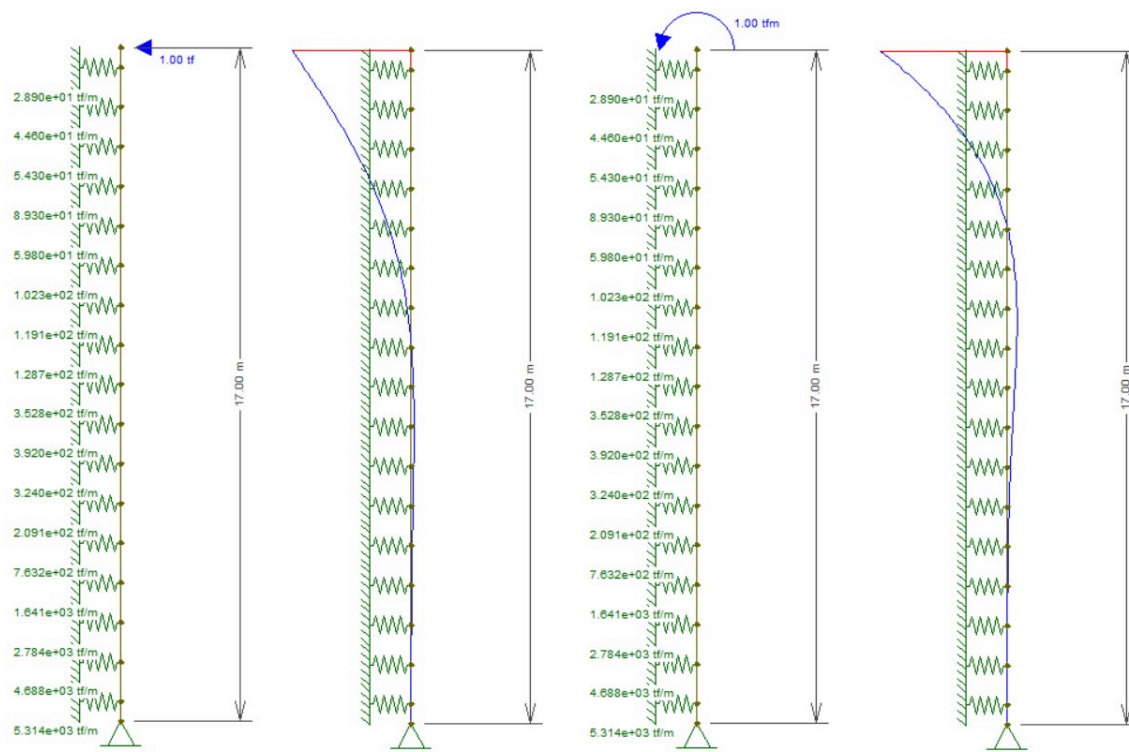 1.00 tf
2.890e+01 tf/m
4.460e+01 tf/m
5.430e+01 tf/m
8.930e+01 tf/m
5.980e+01 tf/m
1.023e+02 tf/m
1.191e+02 tf/m
1.287e+02 tf/m
3.528e+02 tf/m
3.920e+02 tf/m
3.240e+02 tf/m
2.091e+02 tf/m
7.632e+02 tf/m
1.641e+03 tf/m
2.784e+03 tf/m
4.688e+03 tf/m
5.314e+03 tf/m
17.00 m
17.00 m
1.00 tfm
2.890e+01 tf/m
4.460e+01 tf/m
5.430e+01 tf/m
8.930e+01 tf/m
5.980e+01 tf/m
1.023e+02 tf/m
1.191e+02 tf/m
1.287e+02 tf/m
3.528e+02 tf/m
3.920e+02 tf/m
3.240e+02 tf/m
2.091e+02 tf/m
7.632e+02 tf/m
1.641e+03 tf/m
2.784e+03 tf/m
4.688e+03 tf/m
5.314e+03 tf/m
17.00 m
17.00 m